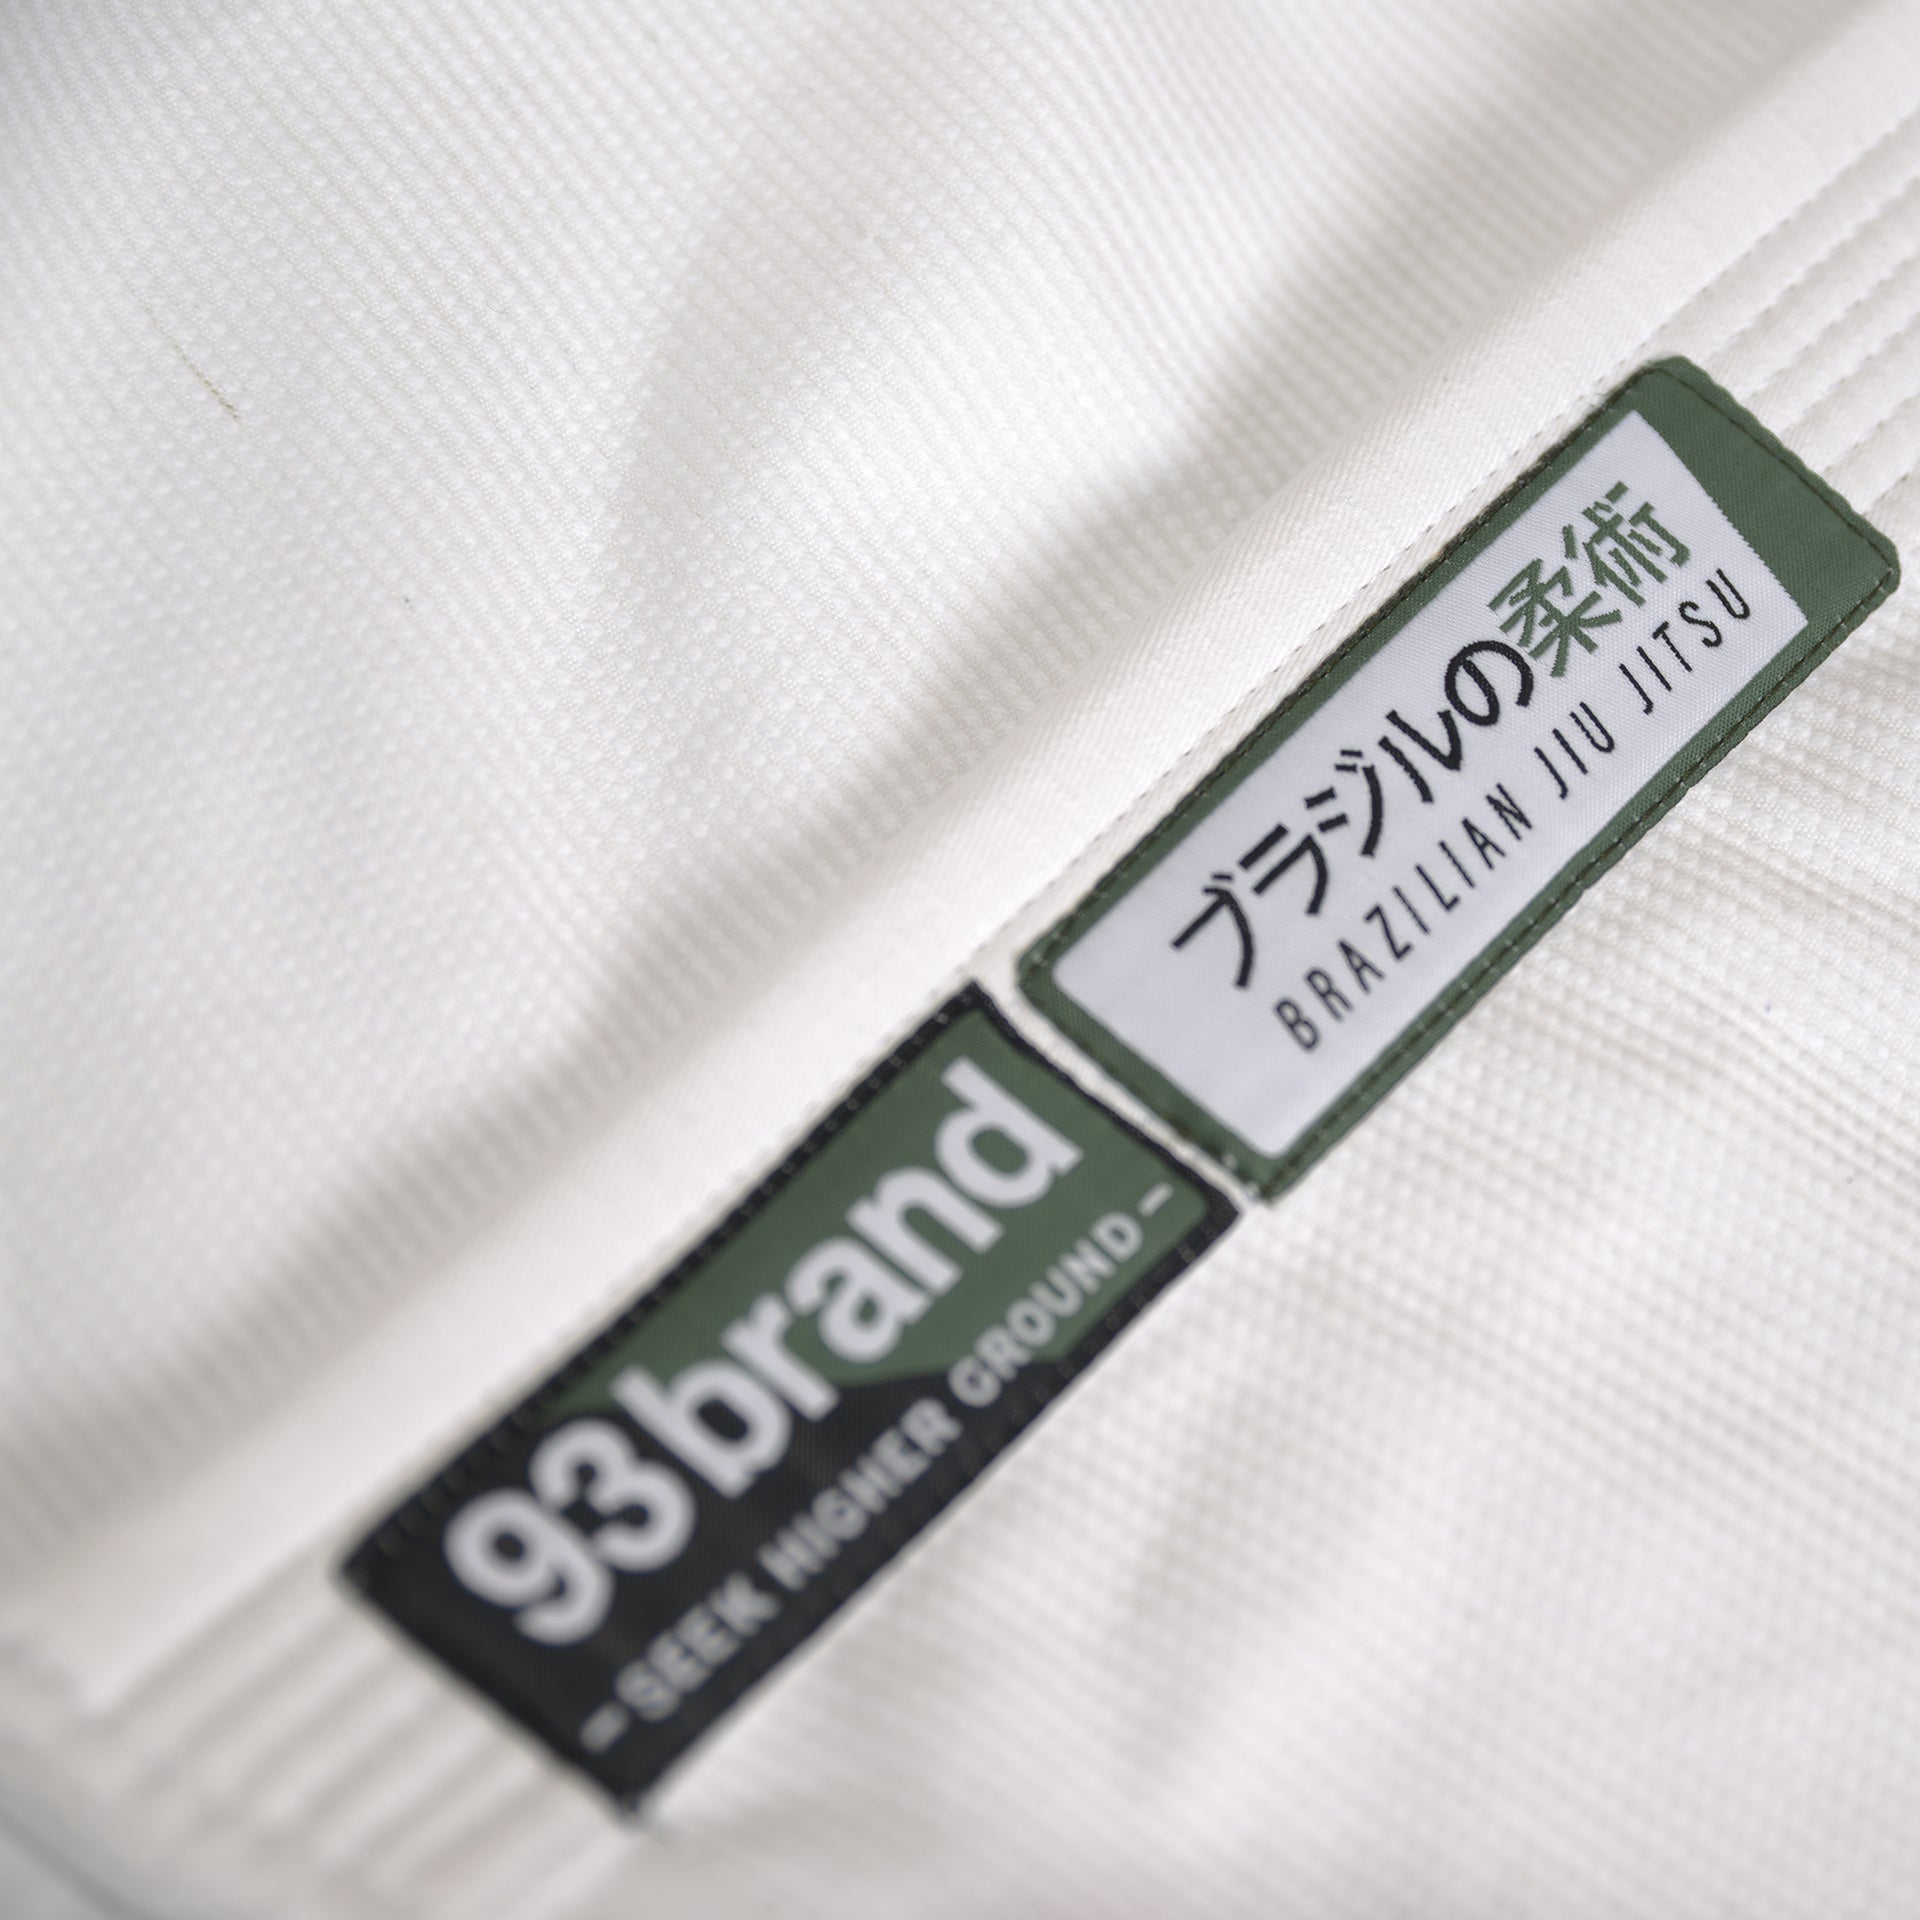 ブラジルの柔術
BRAZILIAN JIU JITSU
93brand
- SEEK HIGHER GROUND -